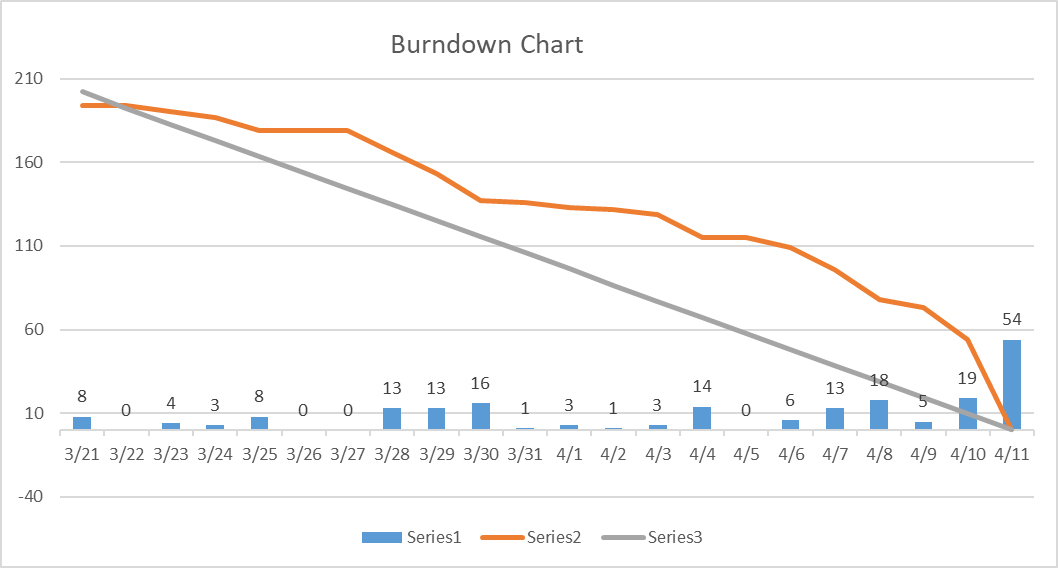 Burndown Chart
210
160
110
60
10
-40
8 0 4 3 8 0 0 13 13 16 1 3 1 3 14 0 6 13 18 5 19 54
3/21 3/22 3/23 3/24 3/25 3/26 3/27 3/28 3/29 3/30 3/31 4/1 4/2 4/3 4/4 4/5 4/6 4/7 4/8 4/9 4/10 4/11
Series1 Series2 Series3